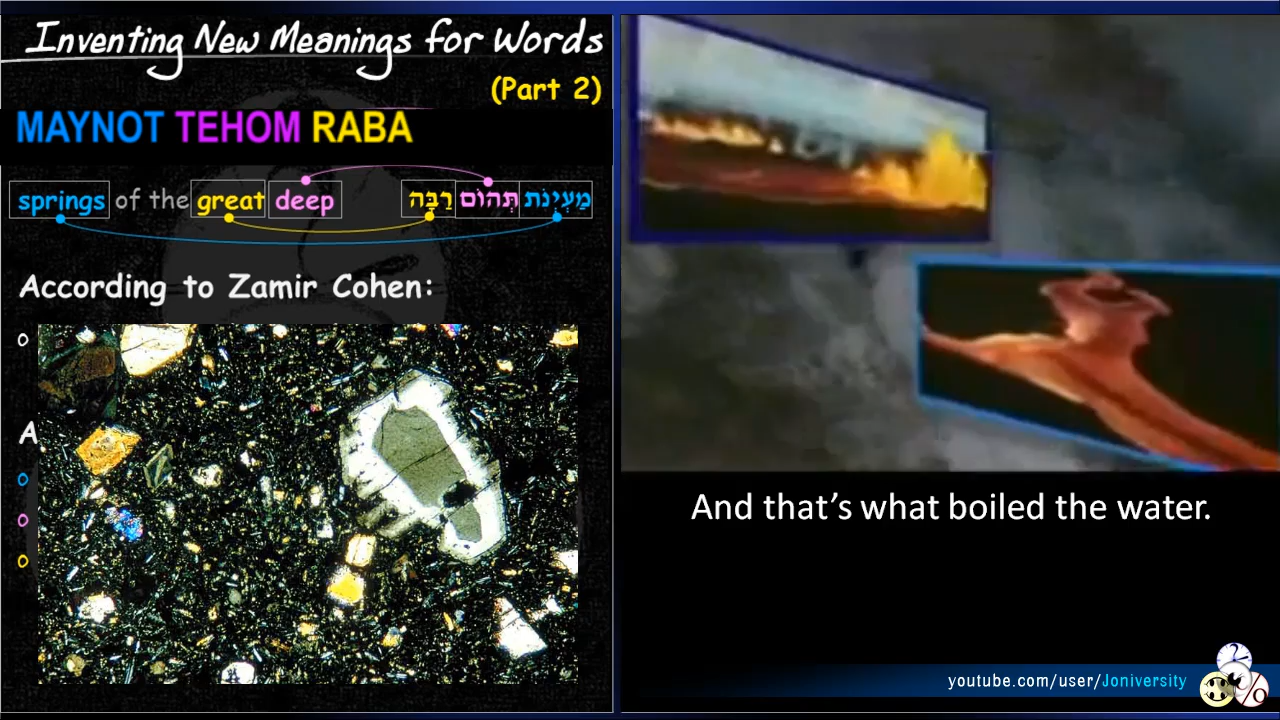 Inventing New Meanings for Words
(Part 2)
MAYNOT TEHOM RABA
springs of the great deep
מַעְיְנֹת תְּהוֹם רַבָּה
According to Zamir Cohen:
A
And that's what boiled the water.
youtube.com/user/Joniversity